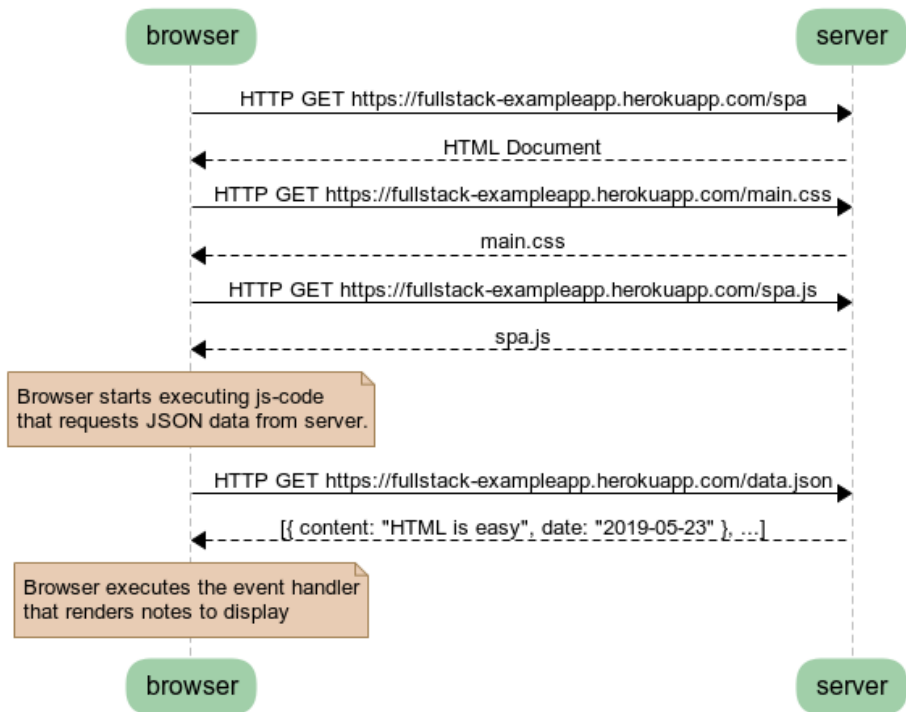 browser
server
HTTP GET https://fullstack-exampleapp.herokuapp.com/spa
HTML Document
HTTP GET https://fullstack-exampleapp.herokuapp.com/main.css
main.css
HTTP GET https://fullstack-exampleapp.herokuapp.com/spa.js
spa.js
Browser starts executing js-code
that requests JSON data from server.
HTTP GET https://fullstack-exampleapp.herokuapp.com/data.json
[{ content: "HTML is easy", date: "2019-05-23" }, ...]
Browser executes the event handler
that renders notes to display
browser
server